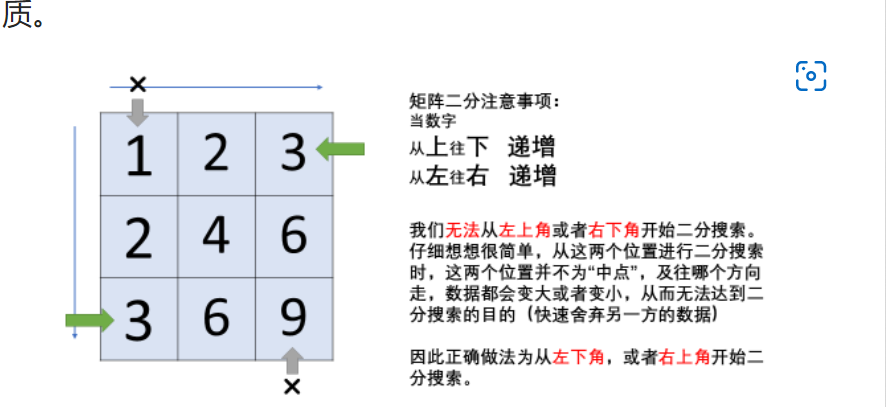 质。
×
1 2 3
2 4 6
3 6 9
×
矩阵二分注意事项：
当数字
从上往下 递增
从左往右 递增
我们无法从左上角或者右下角开始二分搜索。
仔细想想很简单，从这两个位置进行二分搜索
时，这两个位置并不为“中点”，及往哪个方向
走，数据都会变大或者变小，从而无法达到二
分搜索的目的（快速舍弃另一方的数据）
因此正确做法为从左下角，或者右上角开始二
分搜索。